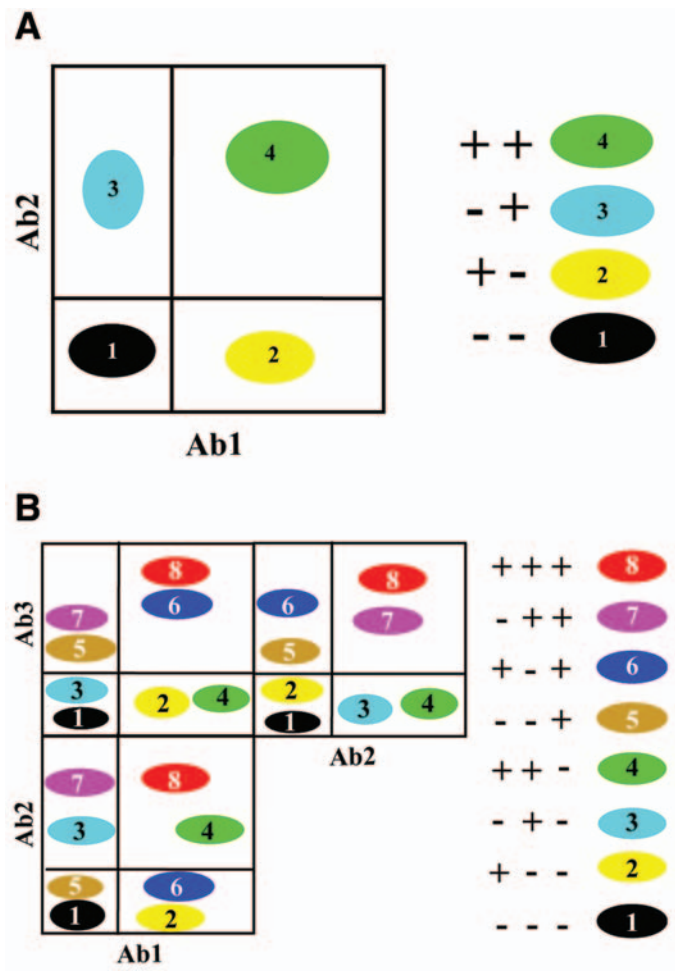 A
Ab2
3
4
1
2
Ab1
+ + 4
- + 3
+ - 2
- - 1
B
Ab3
7
5
8
6
6
5
8
7
3
1
2 4
2
1
3 4
Ab2
Ab2
7
3
8
4
5
1
6
2
Ab1
+ + + 8
- + + 7
+ - + 6
- - + 5
+ + - 4
- + - 3
+ - - 2
- - - 1